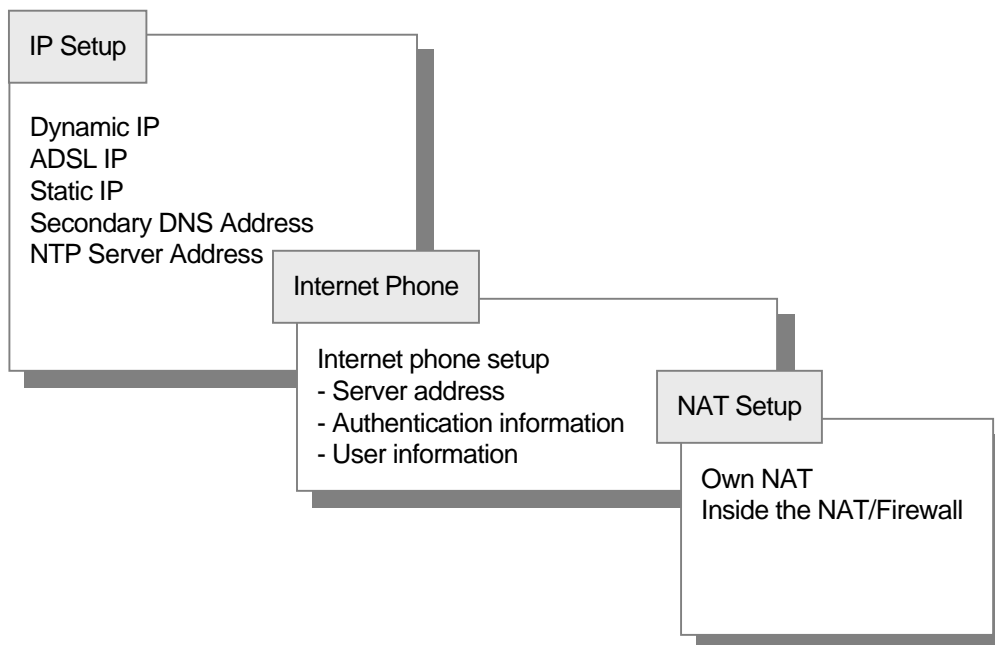 IP Setup
Dynamic IP
ADSL IP
Static IP
Secondary DNS Address
NTP Server Address
Internet Phone
Internet phone setup
- Server address
- Authentication information
- User information
NAT Setup
Own NAT
Inside the NAT/Firewall